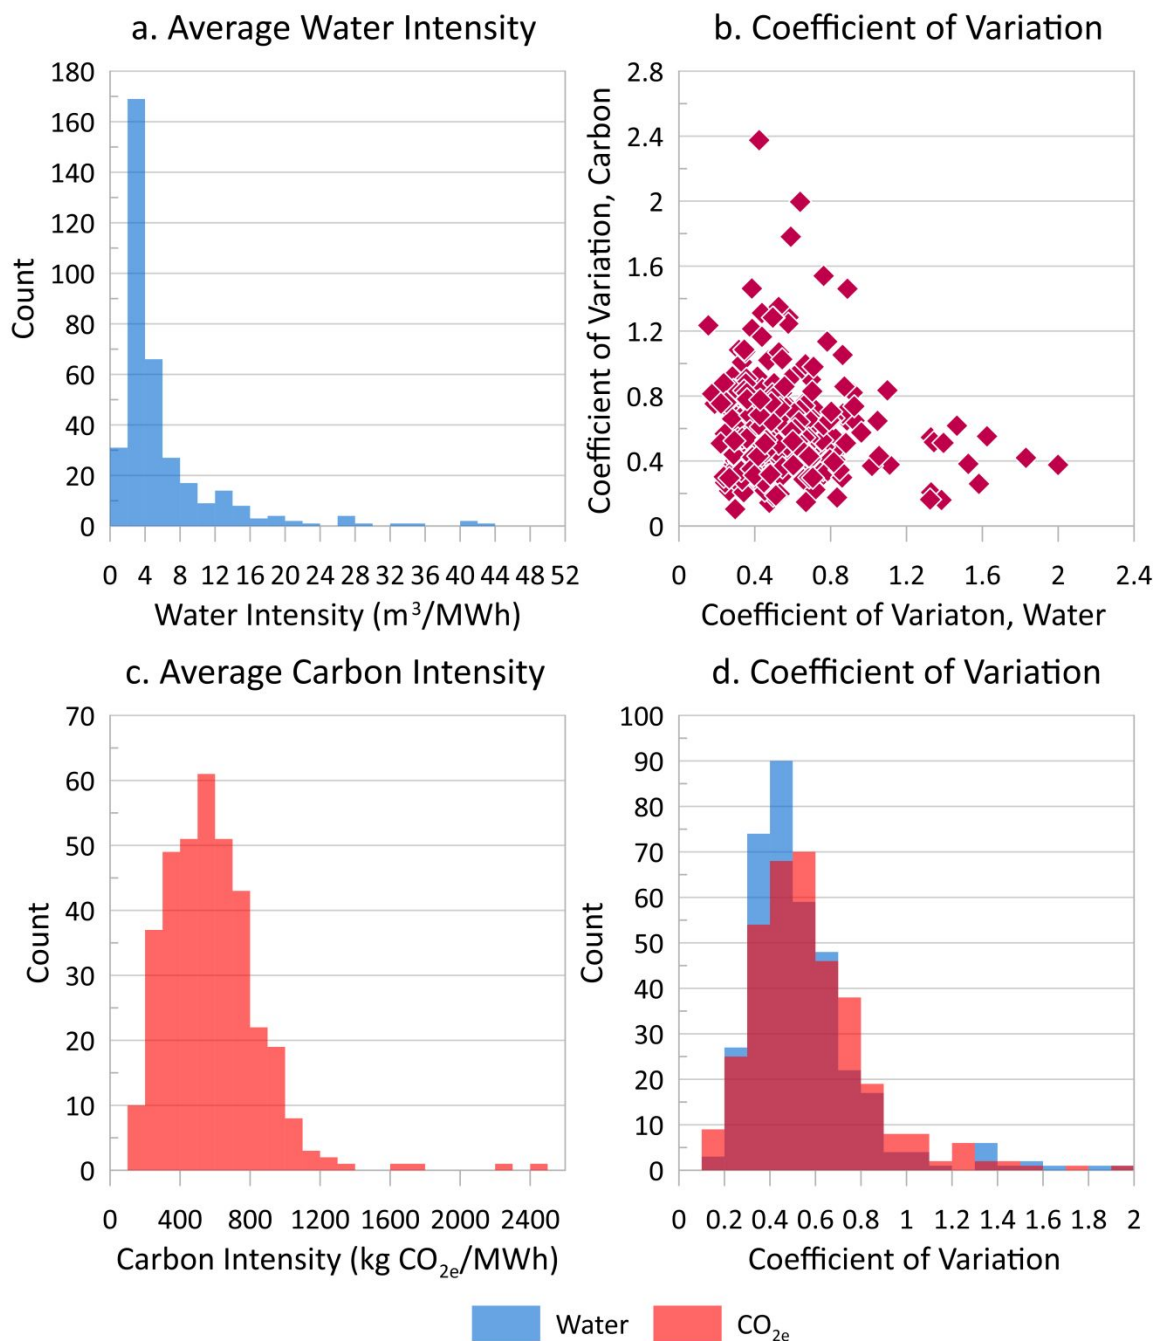 a. Average Water Intensity
180
160
140
120
100
80
60
40
20
0
Count
0 4 8 12 16 20 24 28 32 36 40 44 48 52
Water Intensity (m³/MWh)
b. Coefficient of Variation
2.8
2.4
2
1.6
1.2
0.8
0.4
0
Coefficient of Variation, Carbon
0 0.4 0.8 1.2 1.6 2 2.4
Coefficient of Variaton, Water
c. Average Carbon Intensity
70
60
50
40
30
20
10
0
Count
0 400 800 1200 1600 2000 2400
Carbon Intensity (kg CO₂ₑ/MWh)
d. Coefficient of Variation
100
90
80
70
60
50
40
30
20
10
0
Count
0 0.2 0.4 0.6 0.8 1 1.2 1.4 1.6 1.8 2
Coefficient of Variation
Water CO₂ₑ